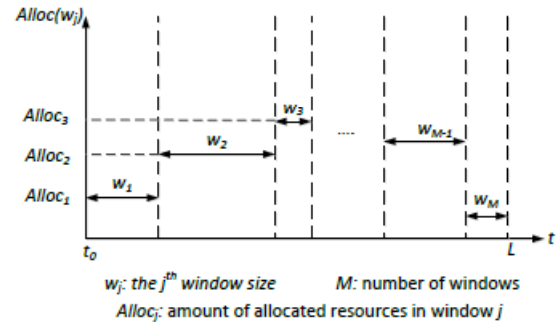 Alloc(wj)
Alloc3
Alloc2
Alloc1
w1
w2
w3
....
wM-1
wM
t0
L
t
wj: the jth window size M: number of windows
Allocj: amount of allocated resources in window j